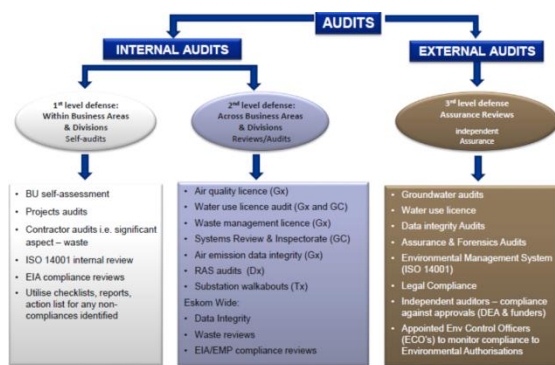 AUDITS
INTERNAL AUDITS
EXTERNAL AUDITS
1st level defense:
Within Business Areas
& Divisions
Self-audits
2nd level defense:
Across Business Areas
& Divisions
Reviews/Audits
3rd level defense
Assurance Reviews
independent
Assurance
• BU self-assessment
• Projects audits
• Contractor audits i.e. significant
aspect – waste
• ISO 14001 internal review
• EIA compliance reviews
• Utilise checklists, reports,
action list for any non-
compliances identified
• Air quality licence (Gx)
• Water use licence audit (Gx and GC)
• Waste management licence (Gx)
• Systems Review & Inspectorate (GC)
• Air emission data integrity (Gx)
• RAS audits (Dx)
• Substation walkabouts (Tx)
Eskom Wide:
• Data Integrity
• Waste reviews
• EIA/EMP compliance reviews
• Groundwater audits
• Water use licence
• Data integrity Audits
• Assurance & Forensics Audits
• Environmental Management System
(ISO 14001)
• Legal Compliance
• Independent auditors – compliance
against approvals (DEA & funders)
• Appointed Env Control Officers
(ECO's) to monitor compliance to
Environmental Authorisations